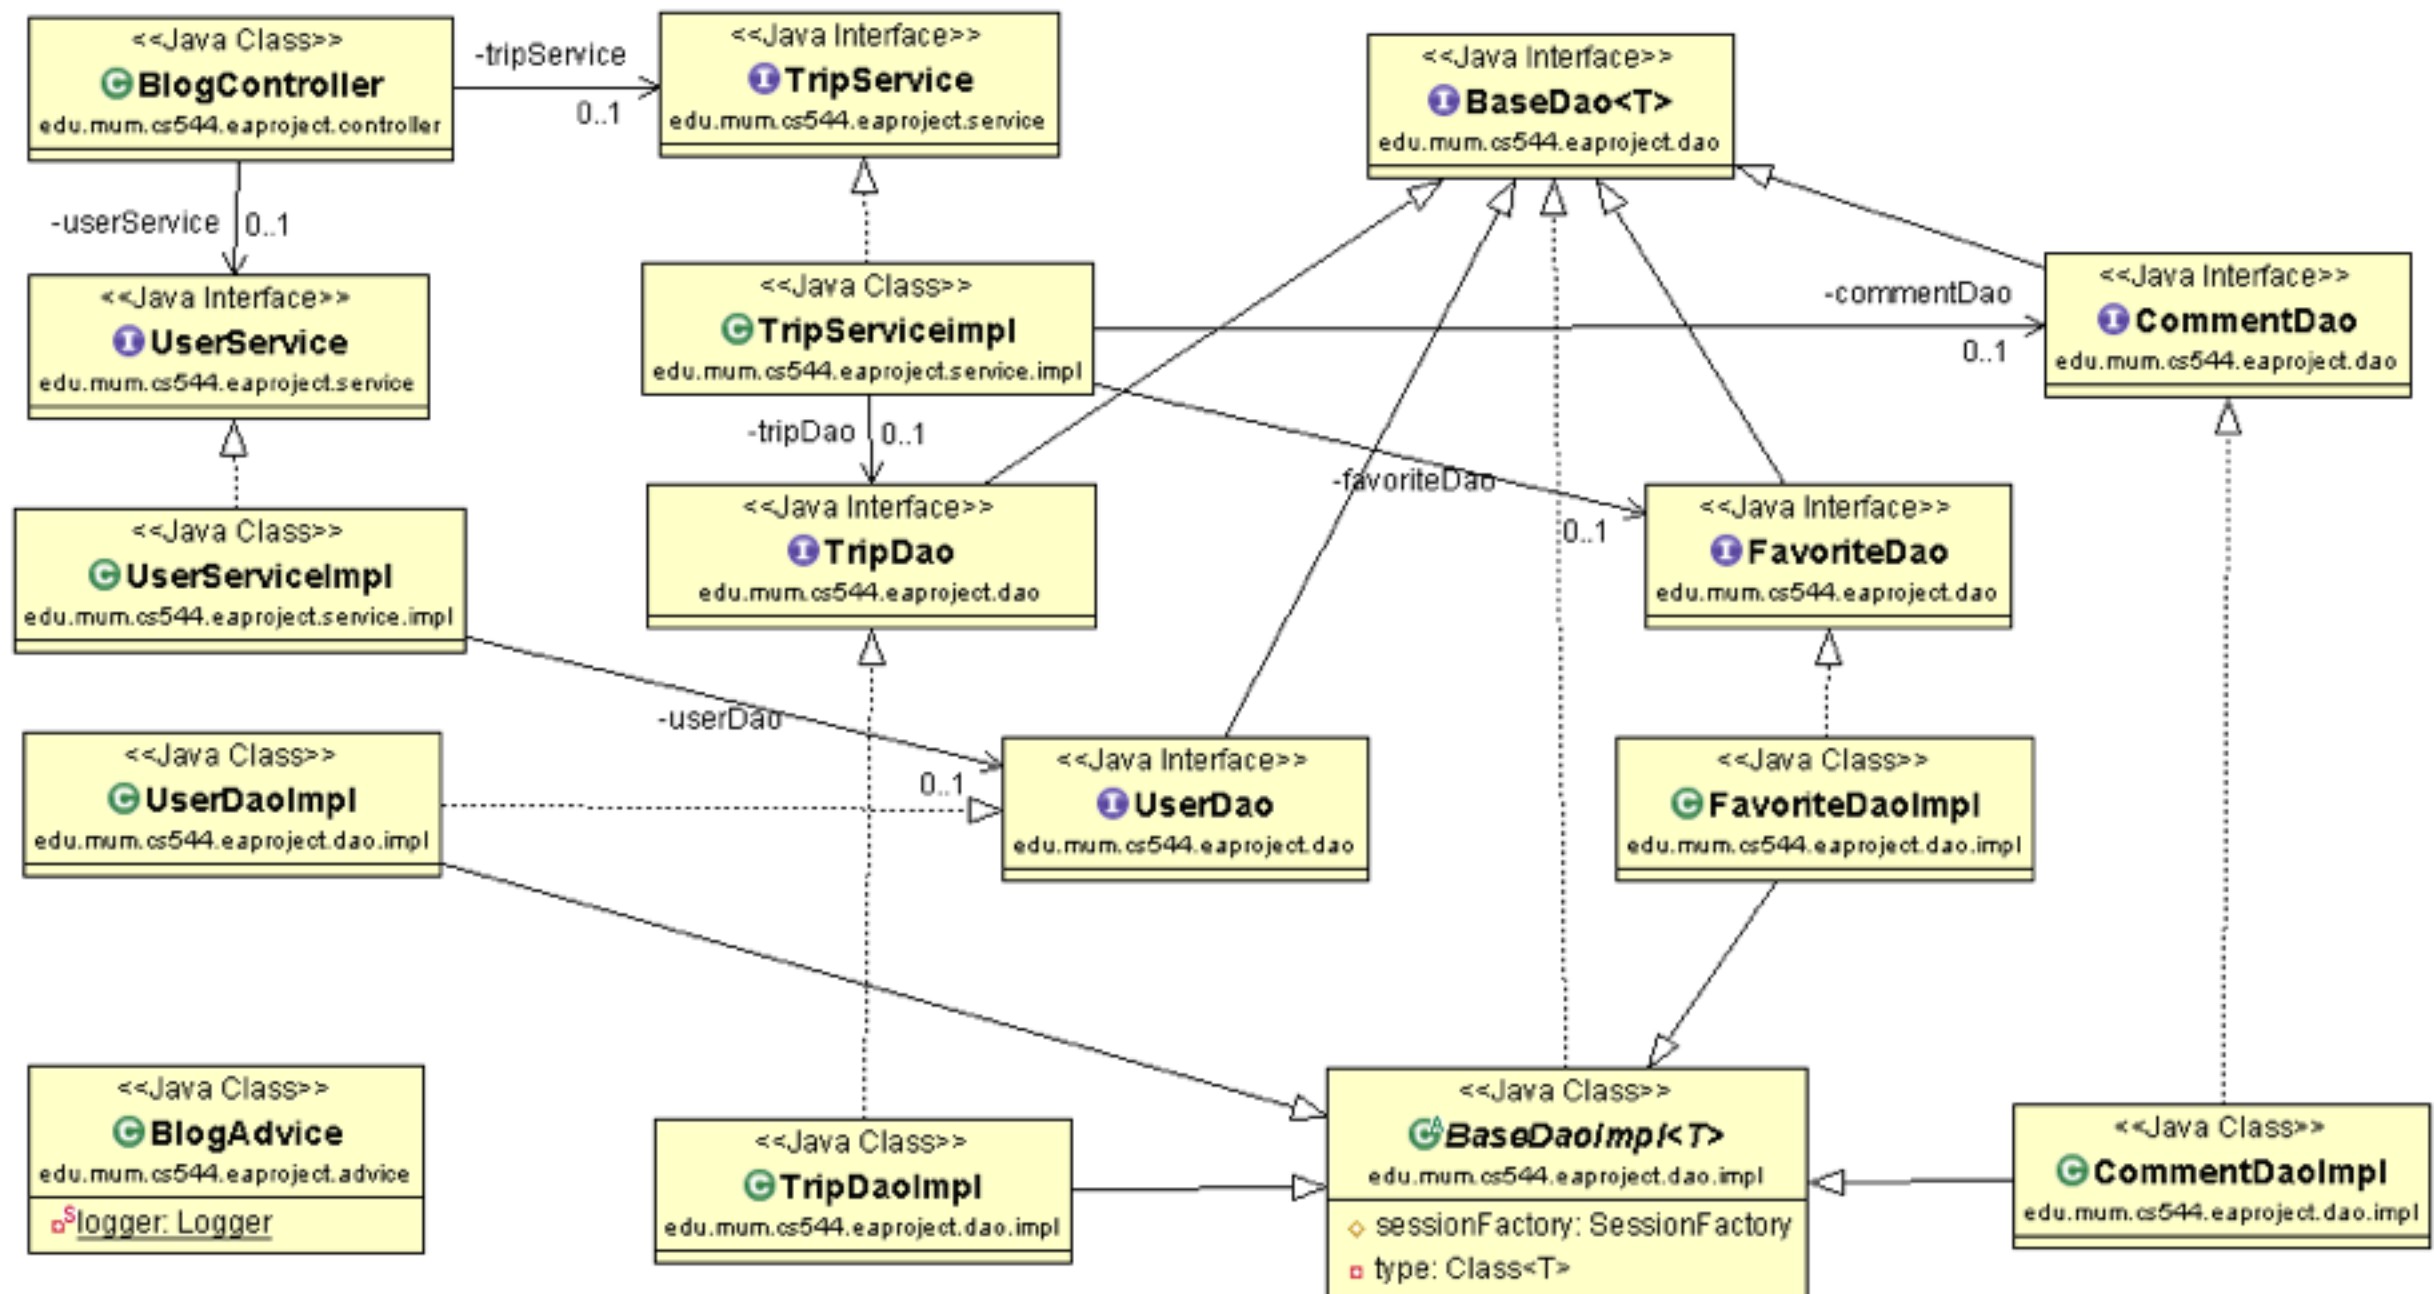 <<Java Class>>
BlogController
edu.mum.cs544.eaproject.controller
-tripService
0..1
<<Java Interface>>
TripService
edu.mum.cs544.eaproject.service
<<Java Interface>>
BaseDao<T>
edu.mum.cs544.eaproject.dao
-userService
0..1
<<Java Interface>>
UserService
edu.mum.cs544.eaproject.service
<<Java Class>>
TripServiceimpl
edu.mum.cs544.eaproject.service.impl
-commentDao
0..1
<<Java Interface>>
CommentDao
edu.mum.cs544.eaproject.dao
-tripDao
0..1
-favoriteDao
0..1
<<Java Class>>
UserServiceImpl
edu.mum.cs544.eaproject.service.impl
<<Java Interface>>
TripDao
edu.mum.cs544.eaproject.dao
<<Java Interface>>
FavoriteDao
edu.mum.cs544.eaproject.dao
-userDao
0..1
<<Java Class>>
UserDaoImpl
edu.mum.cs544.eaproject.dao.impl
<<Java Interface>>
UserDao
edu.mum.cs544.eaproject.dao
<<Java Class>>
FavoriteDaoImpl
edu.mum.cs544.eaproject.dao.impl
<<Java Class>>
BlogAdvice
edu.mum.cs544.eaproject.advice
logger: Logger
<<Java Class>>
TripDaoImpl
edu.mum.cs544.eaproject.dao.impl
<<Java Class>>
BaseDaoImpl<T>
edu.mum.cs544.eaproject.dao.impl
sessionFactory: SessionFactory
type: Class<T>
<<Java Class>>
CommentDaoImpl
edu.mum.cs544.eaproject.dao.impl